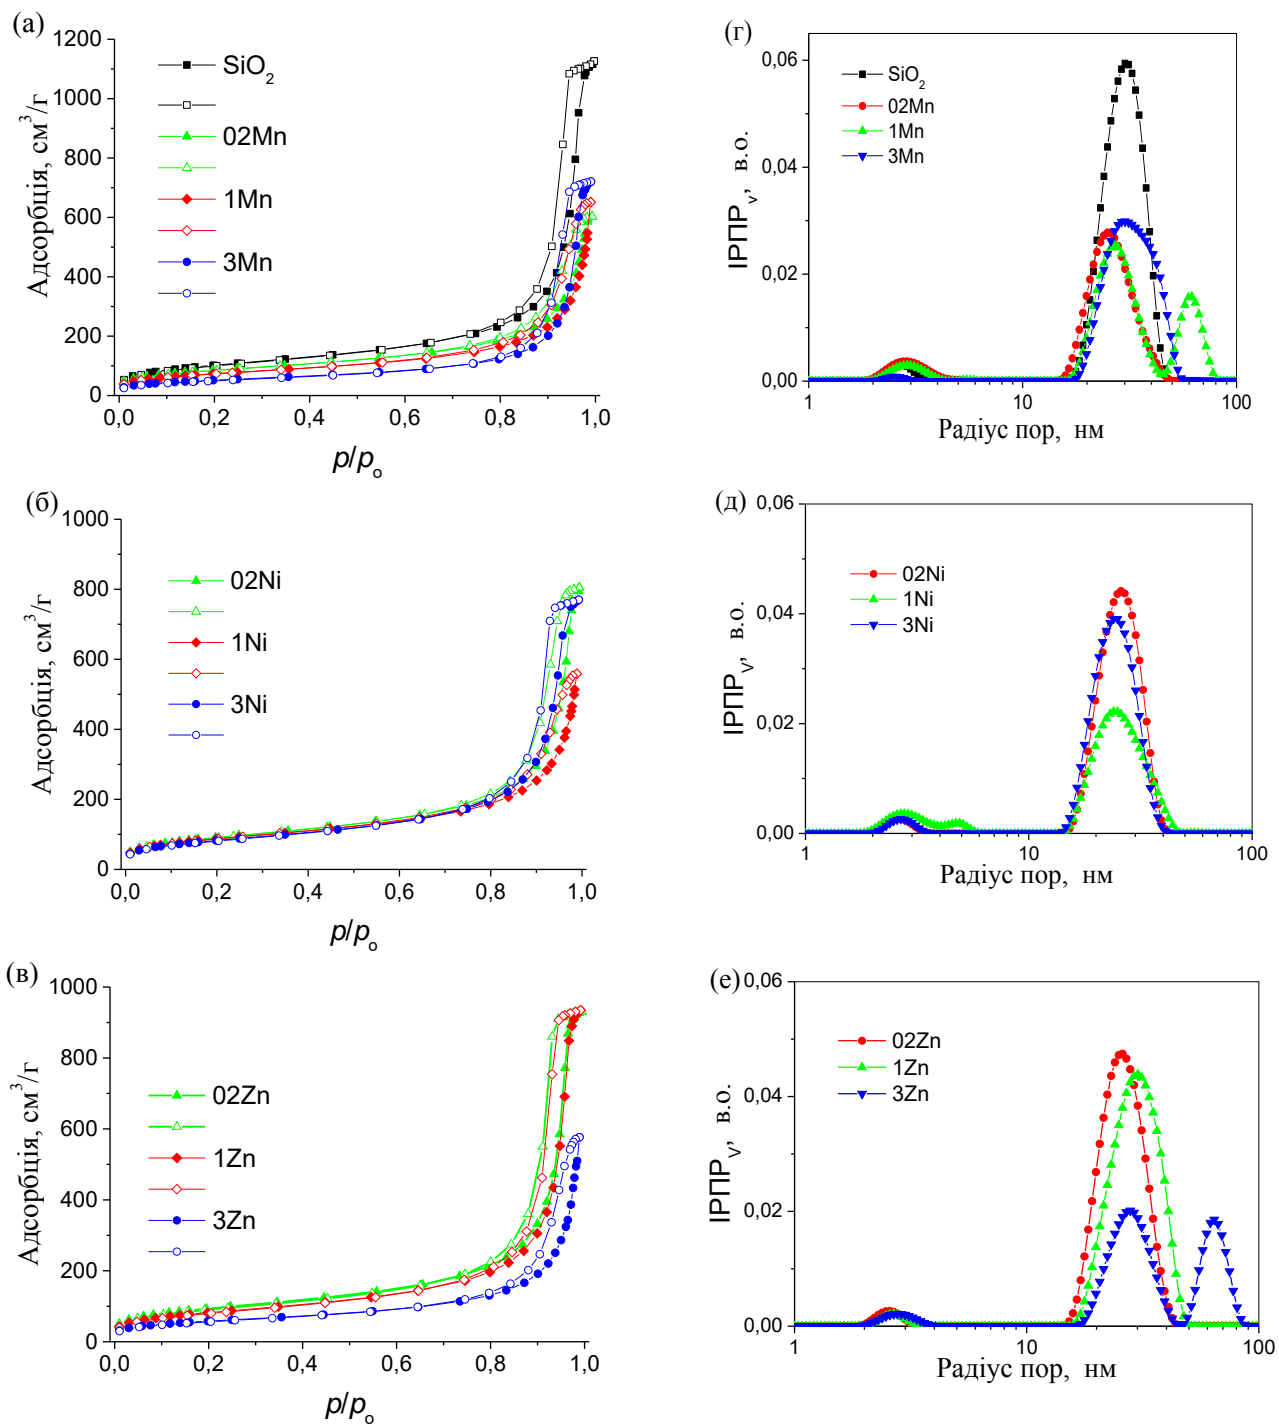 (а)
1200
1000
800
600
400
200
0
Адсорбція, см³/г
SiO₂
02Mn
1Mn
3Mn
0,0 0,2 0,4 0,6 0,8 1,0
p/pₒ
(г)
0,06
0,04
0,02
0,00
ІРПРᵥ, в.о.
SiO₂
02Mn
1Mn
3Mn
1 10 100
Радіус пор, нм
(б)
1000
800
600
400
200
0
Адсорбція, см³/г
02Ni
1Ni
3Ni
0,0 0,2 0,4 0,6 0,8 1,0
p/pₒ
(д)
0,06
0,04
0,02
0,00
ІРПРᵥ, в.о.
02Ni
1Ni
3Ni
1 10 100
Радіус пор, нм
(в)
1000
800
600
400
200
0
Адсорбція, см³/г
02Zn
1Zn
3Zn
0,0 0,2 0,4 0,6 0,8 1,0
p/pₒ
(е)
0,06
0,04
0,02
0,00
ІРПРᵥ, в.о.
02Zn
1Zn
3Zn
1 10 100
Радіус пор, нм